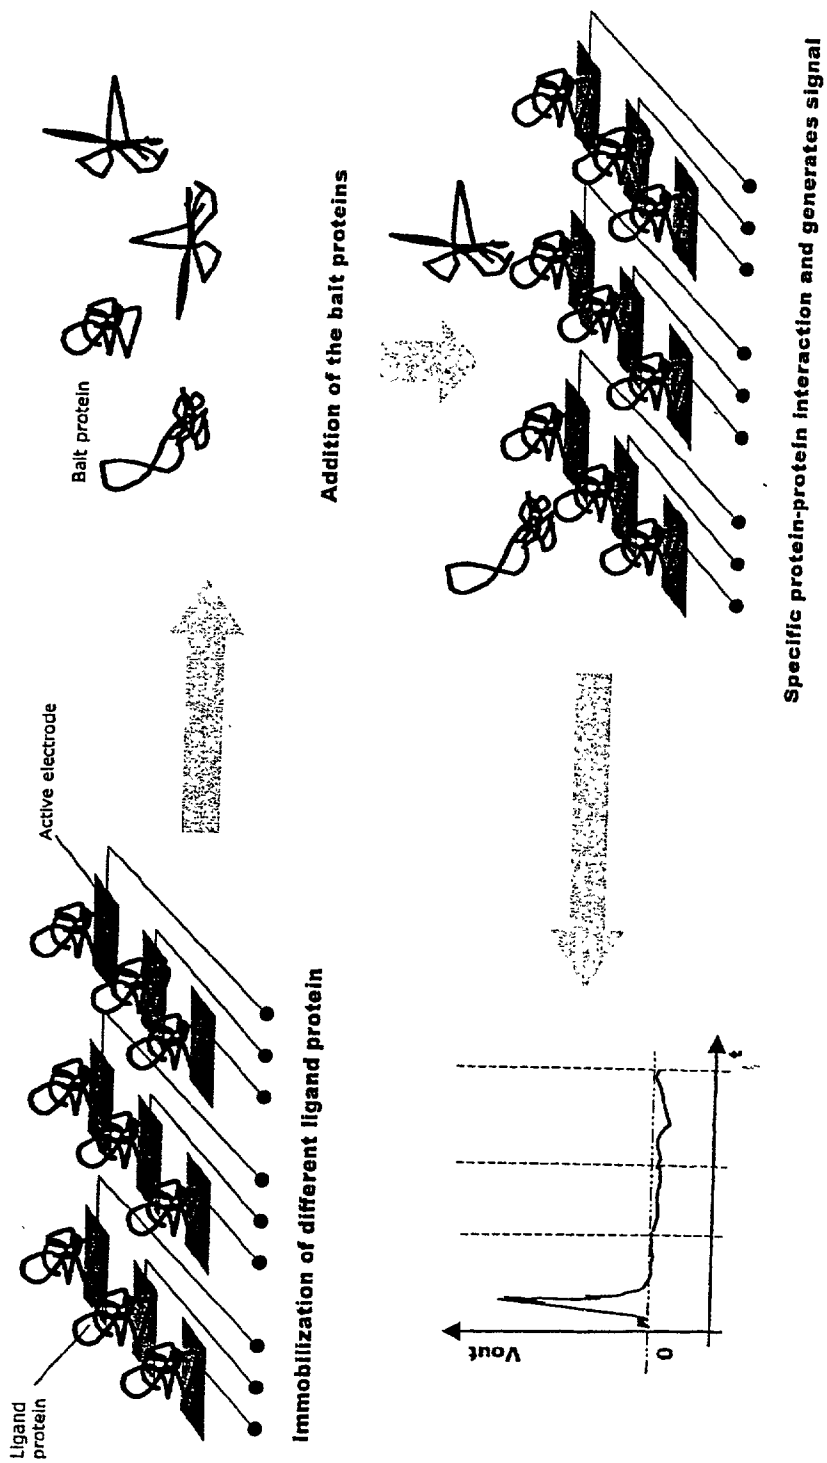 Ligand
protein
Active electrode
Immobilization of different ligand protein
Bait protein
Addition of the bait proteins
Specific protein-protein interaction and generates signal
Vout
0
t